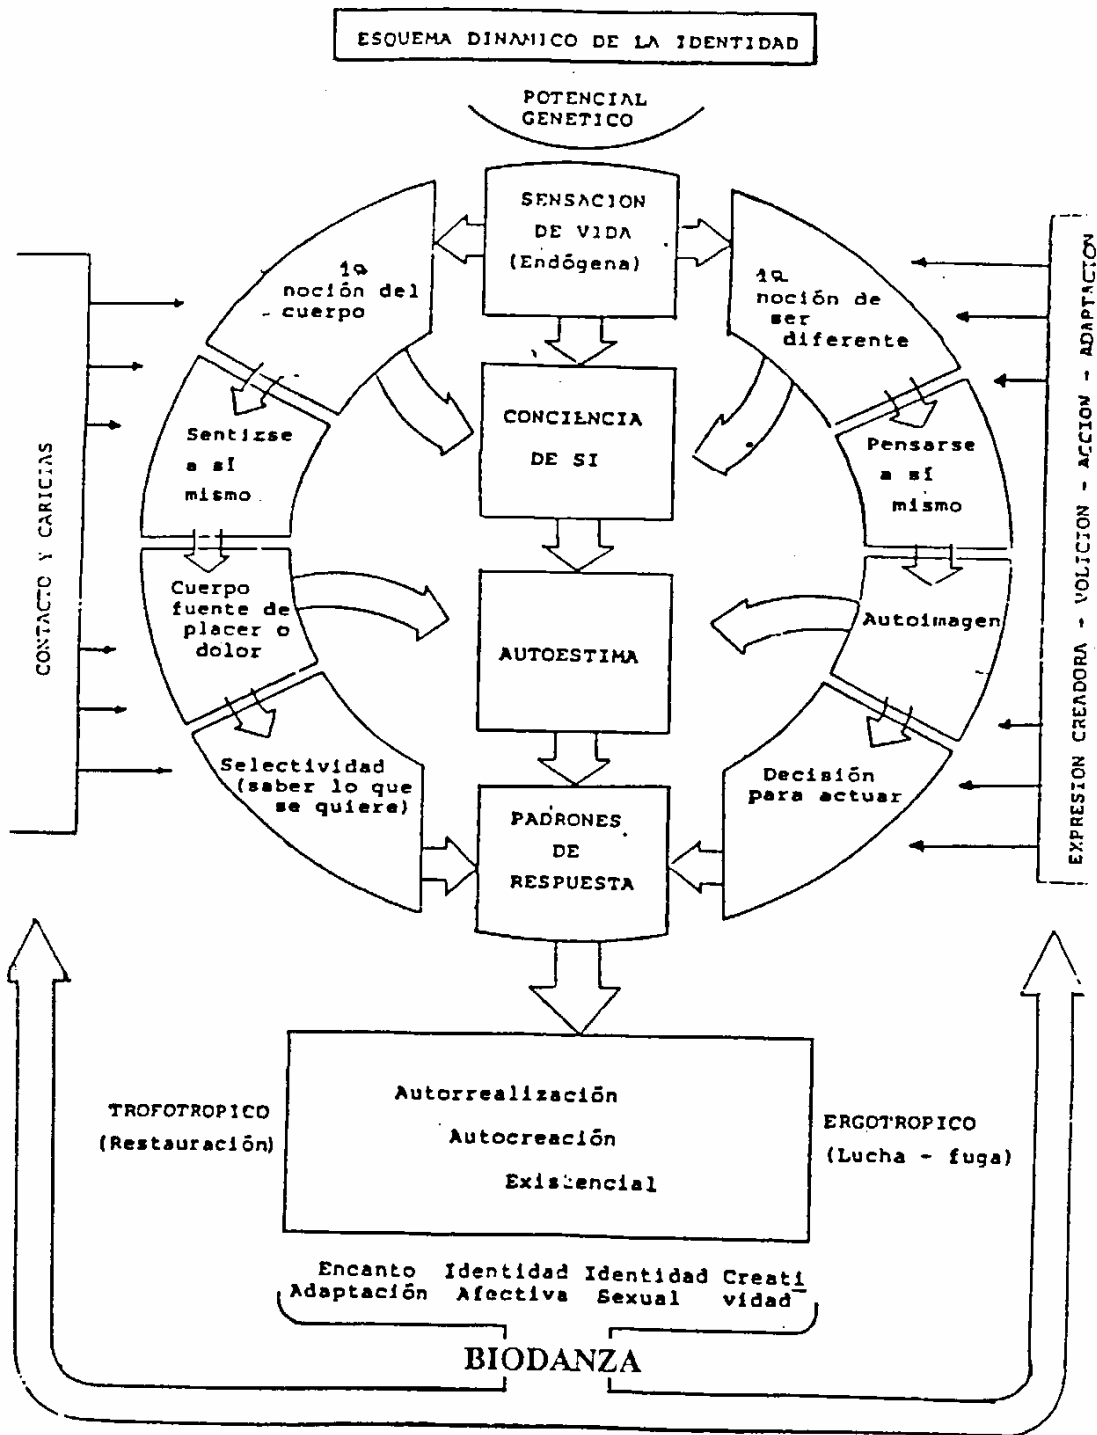 ESQUEMA DINAMICO DE LA IDENTIDAD
POTENCIAL
GENETICO
SENSACION
DE VIDA
(Endógena)
1ª
noción del
cuerpo
1ª
noción de
ser
diferente
CONCIENCIA
DE SI
Sentirse
a sí
mismo
Pensarse
a sí
mismo
CONTACTO Y CARICIAS
EXPRESION CREADORA - VOLICION - ACCION - ADAPTACION
Cuerpo
fuente de
placer o
dolor
AUTOESTIMA
Autoimagen
Selectividad
(saber lo que
se quiere)
Decisión
para actuar
PADRONES
DE
RESPUESTA
TROFOTROPICO
(Restauración)
Autorrealización
Autocreación
Existencial
ERGOTROPICO
(Lucha - fuga)
Encanto Identidad Identidad Creati
Adaptación Afectiva Sexual vidad
BIODANZA